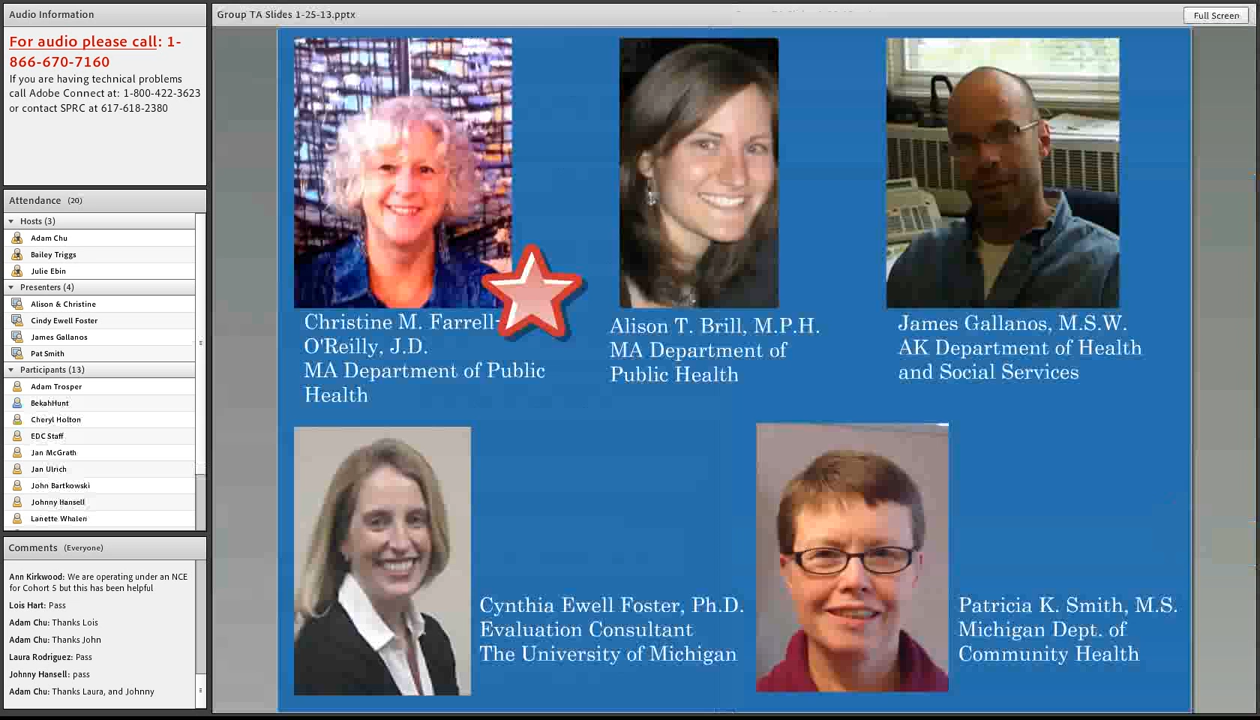 Audio Information
For audio please call: 1-
866-670-7160
If you are having technical problems
call Adobe Connect at: 1-800-422-3623
or contact SPRC at 617-618-2380
Attendance (20)
Hosts (3)
Adam Chu
Bailey Triggs
Julie Ebin
Presenters (4)
Alison & Christine
Cindy Ewell Foster
James Gallanos
Pat Smith
Participants (13)
Adam Trosper
BekahHunt
Cheryl Holton
EDC Staff
Jan McGrath
Jan Ulrich
John Bartkowski
Johnny Hansell
Lanette Whalen
Comments (Everyone)
Ann Kirkwood: We are operating under an NCE
for Cohort 5 but this has been helpful
Lois Hart: Pass
Adam Chu: Thanks Lois
Adam Chu: Thanks John
Laura Rodriguez: Pass
Johnny Hansell: pass
Adam Chu: Thanks Laura, and Johnny
Group TA Slides 1-25-13.pptx
Full Screen
Christine M. Farrell-
O'Reilly, J.D.
MA Department of Public
Health
Alison T. Brill, M.P.H.
MA Department of
Public Health
James Gallanos, M.S.W.
AK Department of Health
and Social Services
Cynthia Ewell Foster, Ph.D.
Evaluation Consultant
The University of Michigan
Patricia K. Smith, M.S.
Michigan Dept. of
Community Health